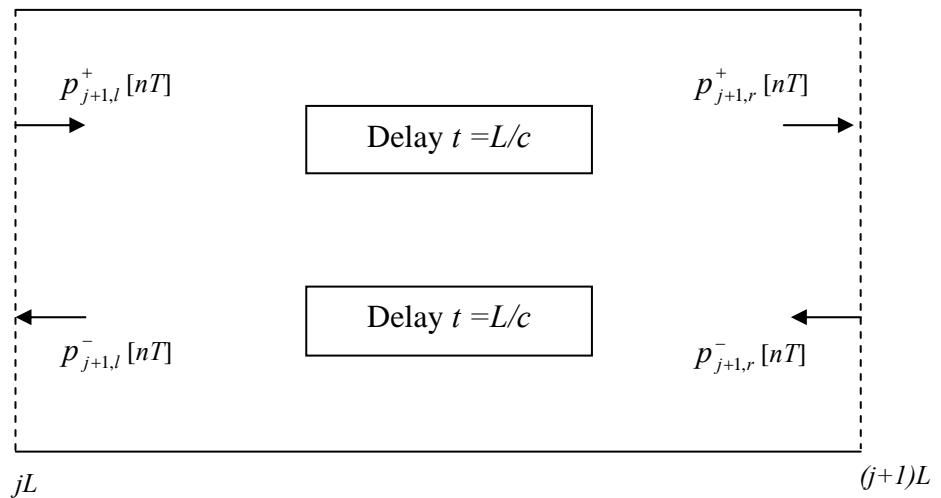 p⁺ⱼ₊₁,ₗ [nT]
p⁺ⱼ₊₁,ᵣ [nT]
Delay t =L/c
Delay t =L/c
p⁻ⱼ₊₁,ₗ [nT]
p⁻ⱼ₊₁,ᵣ [nT]
jL
(j+1)L